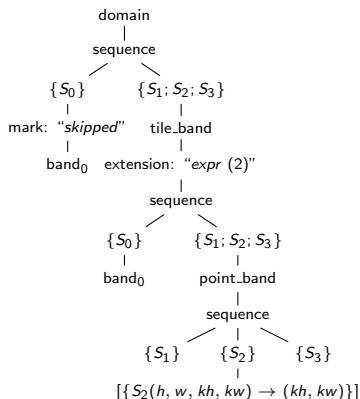 domain
sequence
{S₀} {S₁; S₂; S₃}
mark: "skipped" tile_band
band₀ extension: "expr (2)"
sequence
{S₀} {S₁; S₂; S₃}
band₀ point_band
sequence
{S₁} {S₂} {S₃}
[{S₂(h, w, kh, kw) → (kh, kw)}]